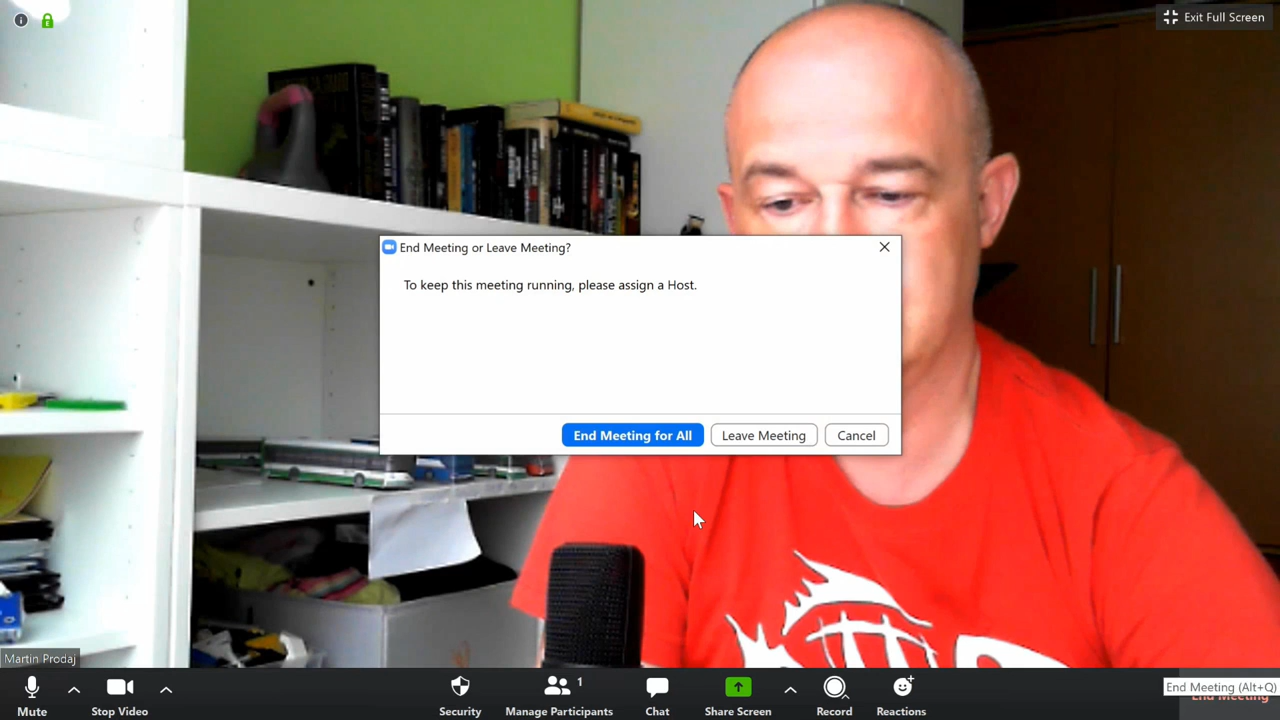 Exit Full Screen
End Meeting or Leave Meeting?
To keep this meeting running, please assign a Host.
End Meeting for All
Leave Meeting
Cancel
Martin Prodaj
1
Mute
Stop Video
Security
Manage Participants
Chat
Share Screen
Record
Reactions
End Meeting (Alt+Q)
End Meeting